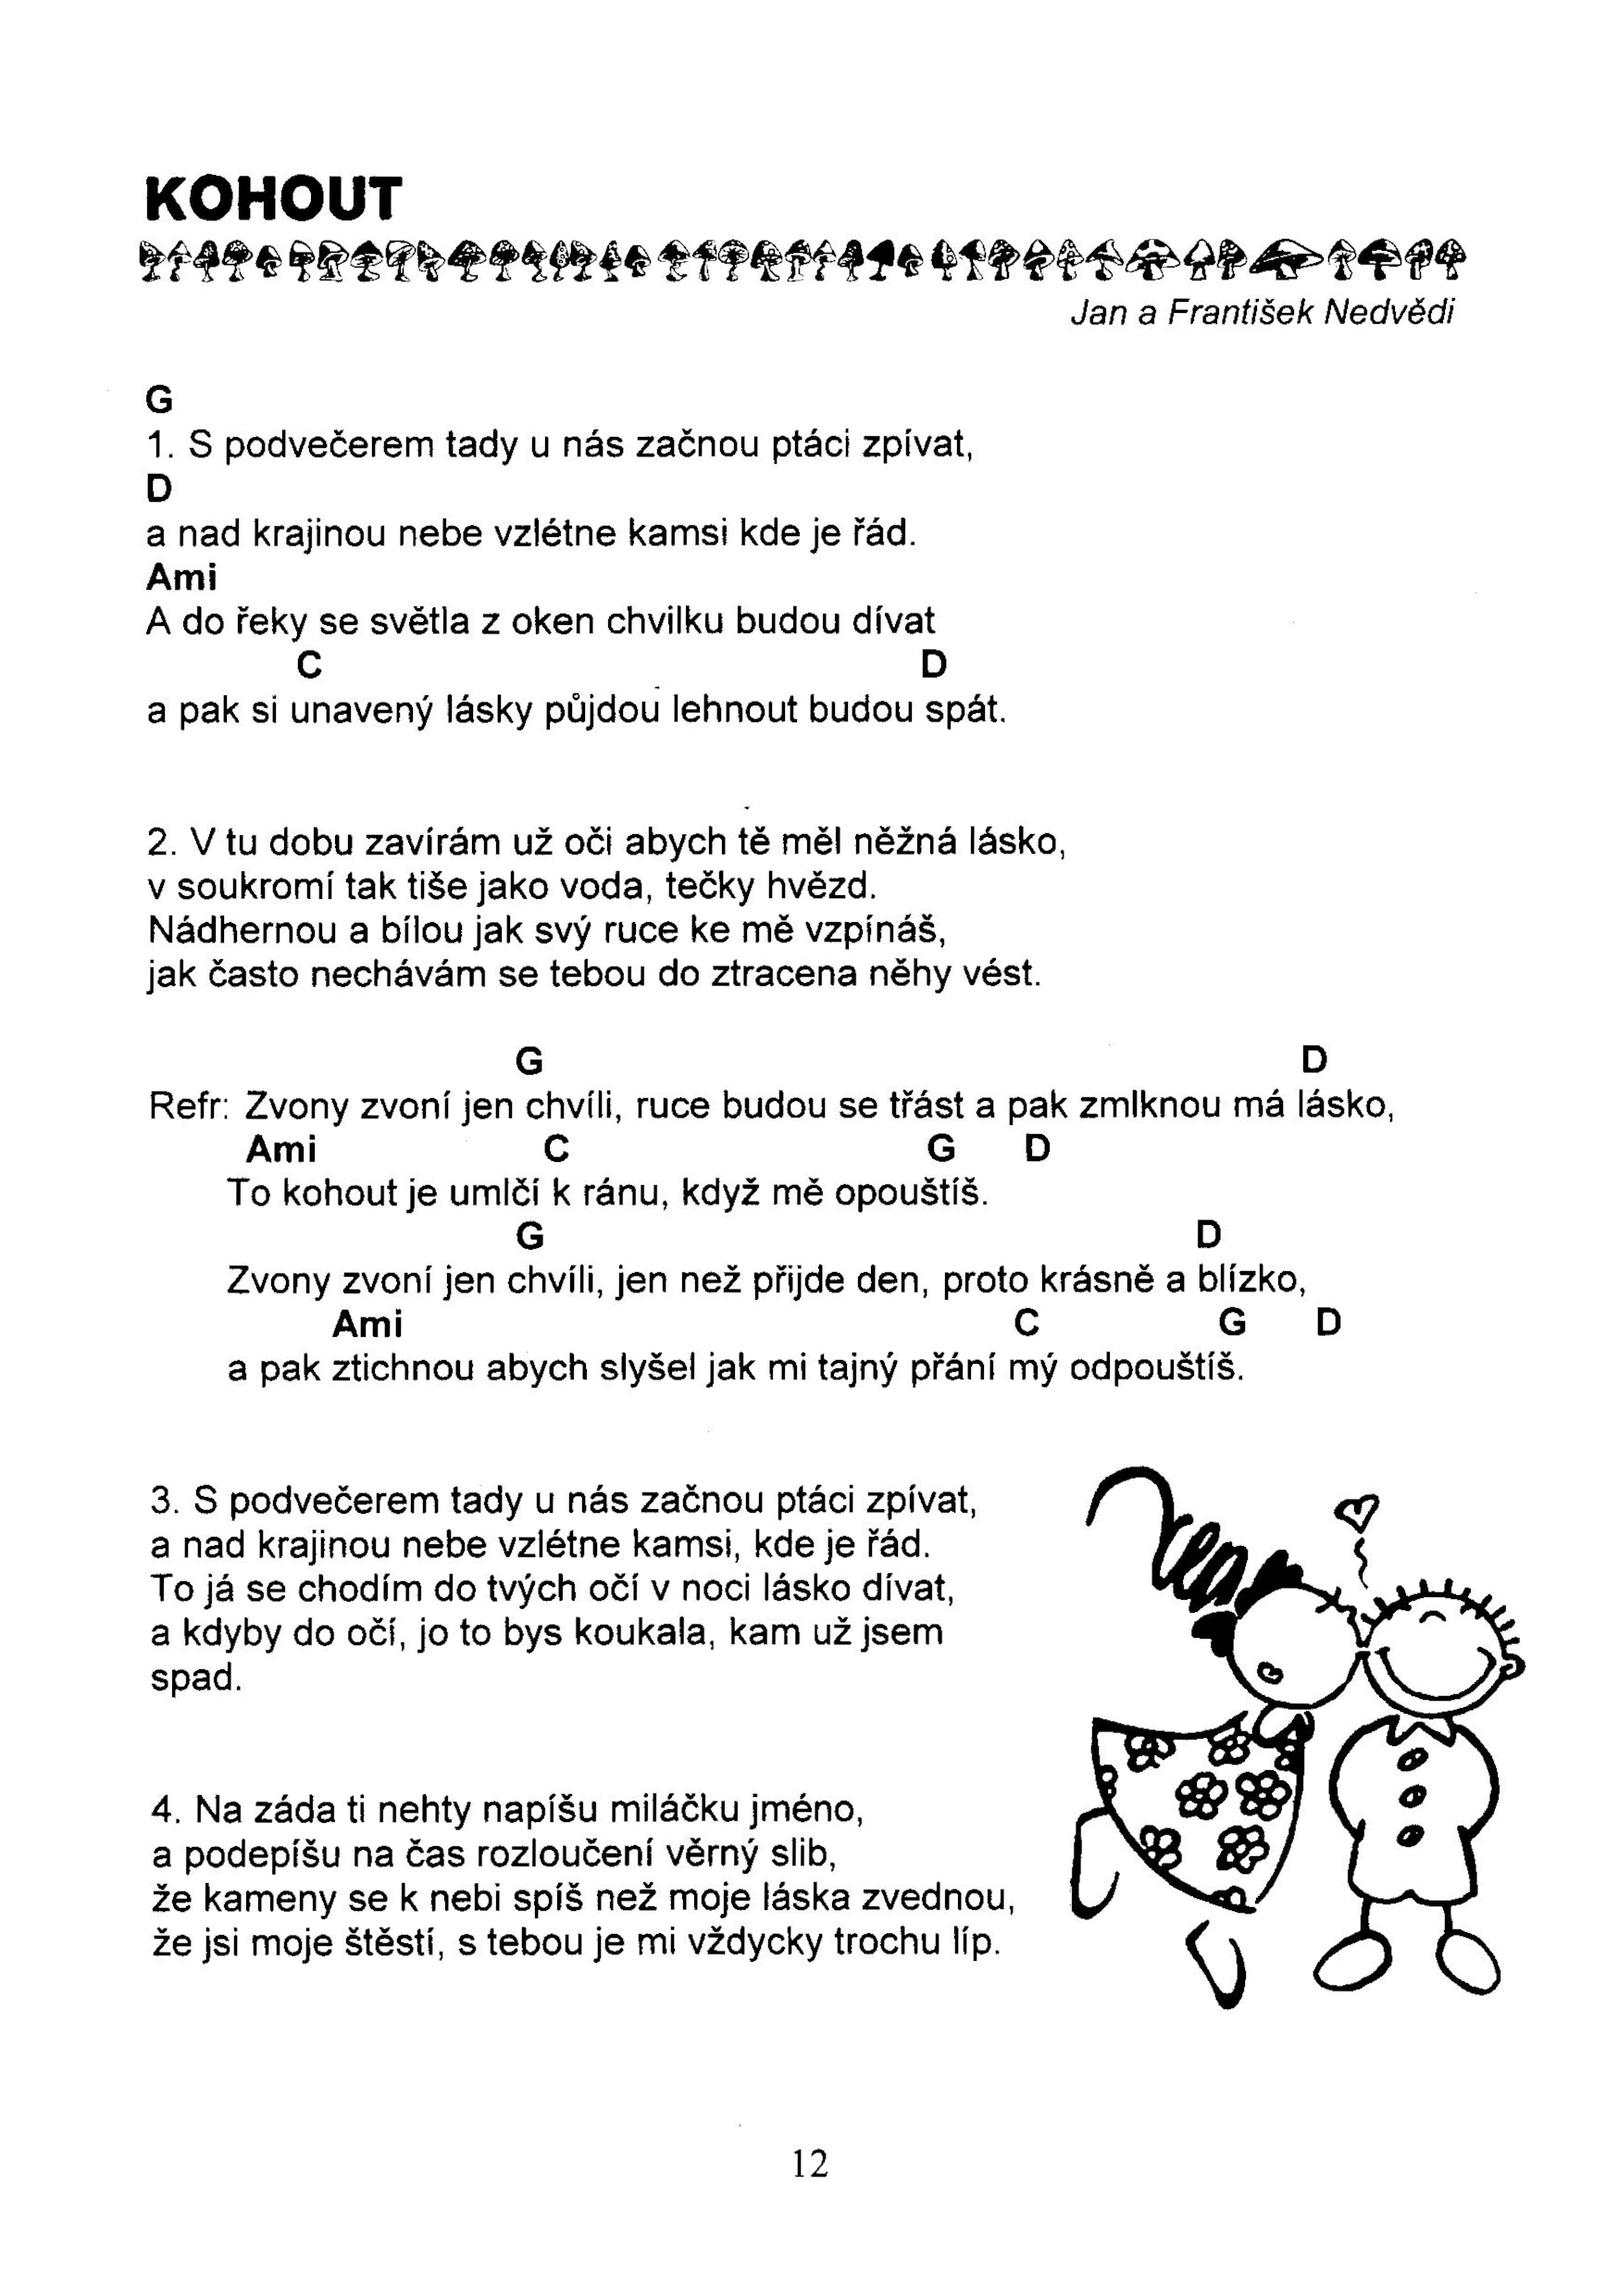 KOHOUT
Jan a František Nedvědi
G
1. S podvečerem tady u nás začnou ptáci zpívat,
D
a nad krajinou nebe vzlétne kamsi kde je řád.
Ami
A do řeky se světla z oken chvilku budou dívat
C D
a pak si unavený lásky půjdou lehnout budou spát.
2. V tu dobu zavírám už oči abych tě měl něžná lásko,
v soukromí tak tiše jako voda, tečky hvězd.
Nádhernou a bílou jak svý ruce ke mě vzpínáš,
jak často nechávám se tebou do ztracena něhy vést.
G D
Refr: Zvony zvoní jen chvíli, ruce budou se třást a pak zmlknou má lásko,
Ami C G D
To kohout je umlčí k ránu, když mě opouštíš.
G D
Zvony zvoní jen chvíli, jen než přijde den, proto krásně a blízko,
Ami C G D
a pak ztichnou abych slyšel jak mi tajný přání mý odpouštíš.
3. S podvečerem tady u nás začnou ptáci zpívat,
a nad krajinou nebe vzlétne kamsi, kde je řád.
To já se chodím do tvých očí v noci lásko dívat,
a kdyby do očí, jo to bys koukala, kam už jsem
spad.
4. Na záda ti nehty napíšu miláčku jméno,
a podepíšu na čas rozloučení věrný slib,
že kameny se k nebi spíš než moje láska zvednou,
že jsi moje štěstí, s tebou je mi vždycky trochu líp.
12